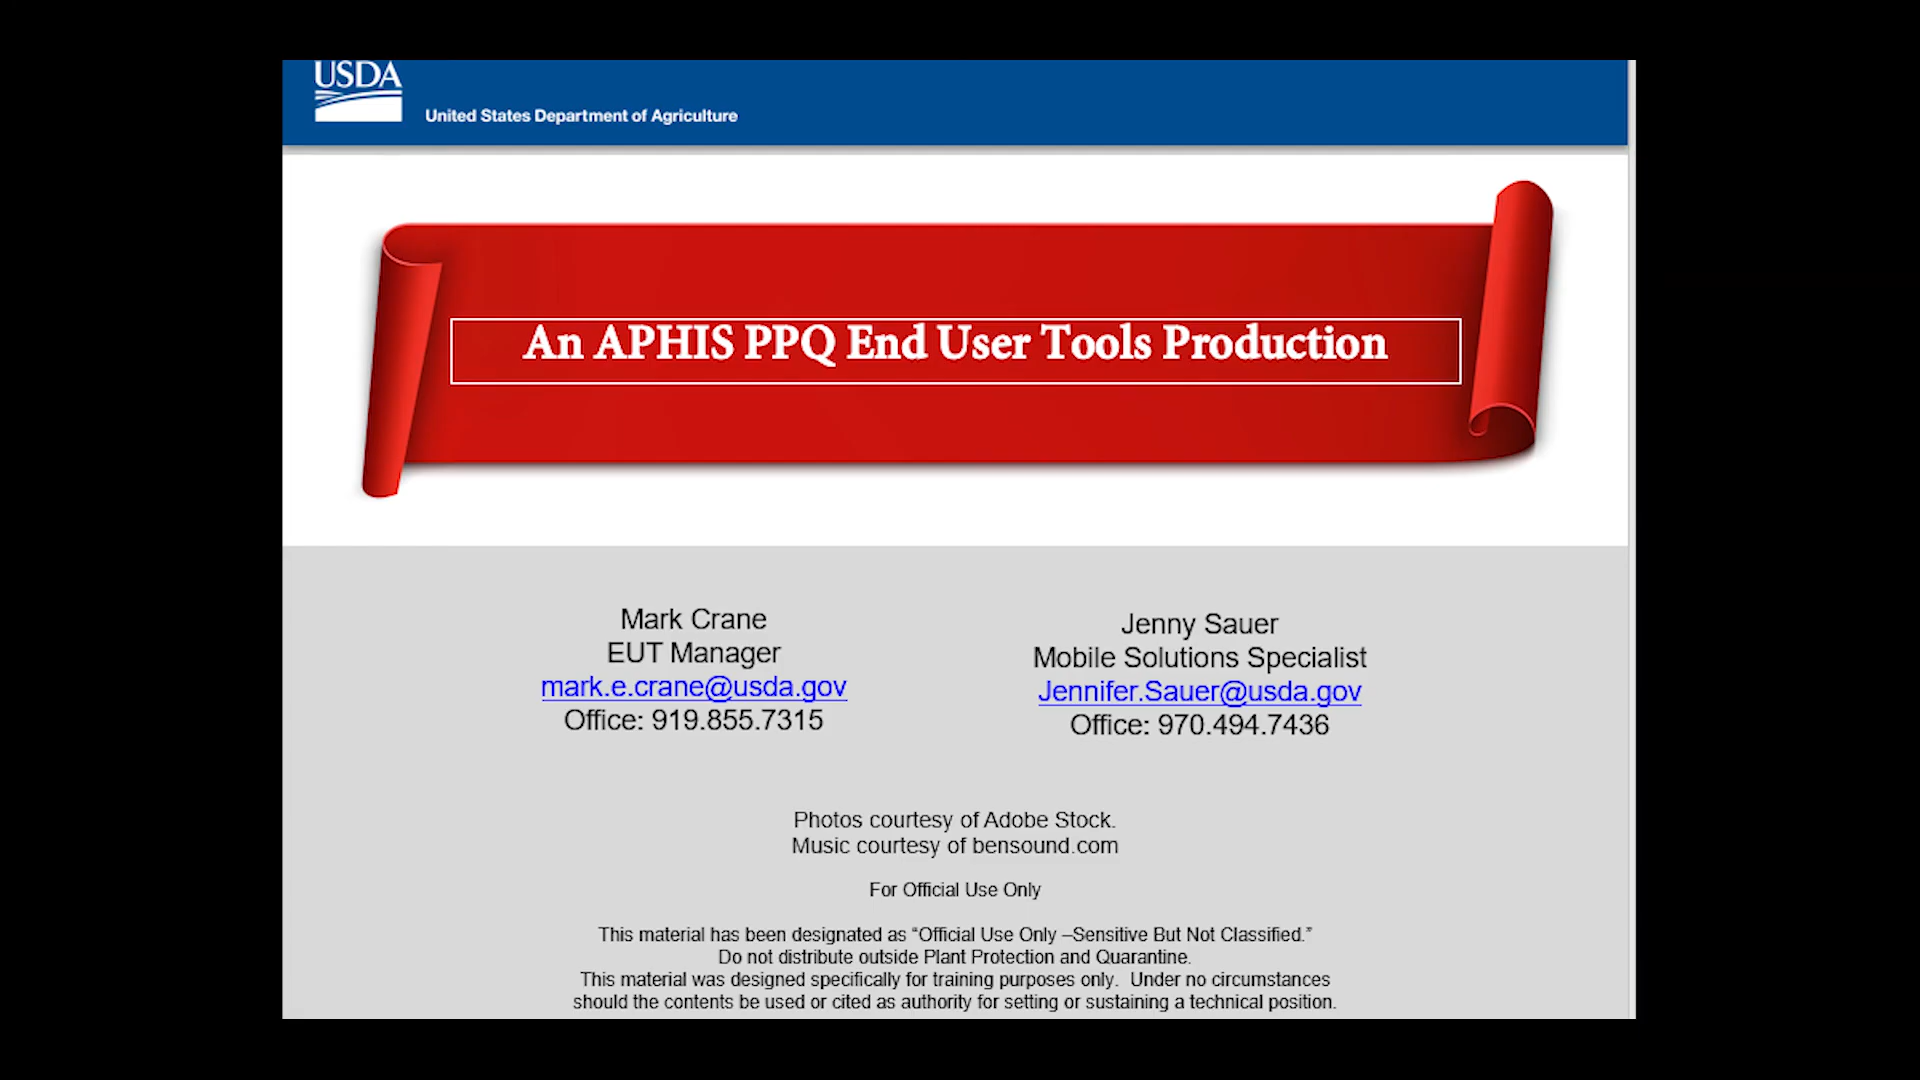 USDA
United States Department of Agriculture
An APHIS PPQ End User Tools Production
Mark Crane
EUT Manager
mark.e.crane@usda.gov
Office: 919.855.7315
Jenny Sauer
Mobile Solutions Specialist
Jennifer.Sauer@usda.gov
Office: 970.494.7436
Photos courtesy of Adobe Stock.
Music courtesy of bensound.com
For Official Use Only
This material has been designated as “Official Use Only –Sensitive But Not Classified.”
Do not distribute outside Plant Protection and Quarantine.
This material was designed specifically for training purposes only.  Under no circumstances
should the contents be used or cited as authority for setting or sustaining a technical position.